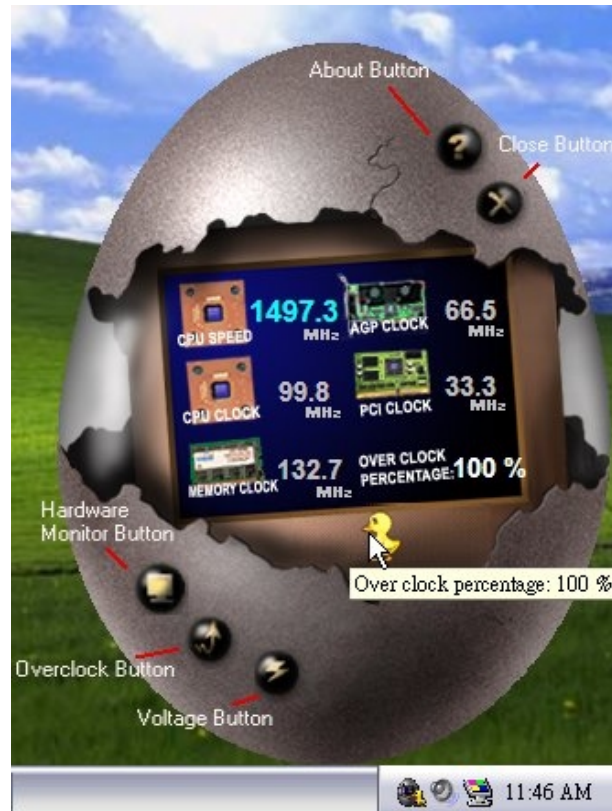 About Button
Close Button
CPU SPEED
1497.3
MHz
AGP CLOCK
66.5
MHz
CPU CLOCK
99.8
MHz
PCI CLOCK
33.3
MHz
MEMORY CLOCK
132.7
MHz
OVER CLOCK
PERCENTAGE:100 %
Hardware
Monitor Button
Over clock percentage: 100 %
Overclock Button
Voltage Button
11:46 AM